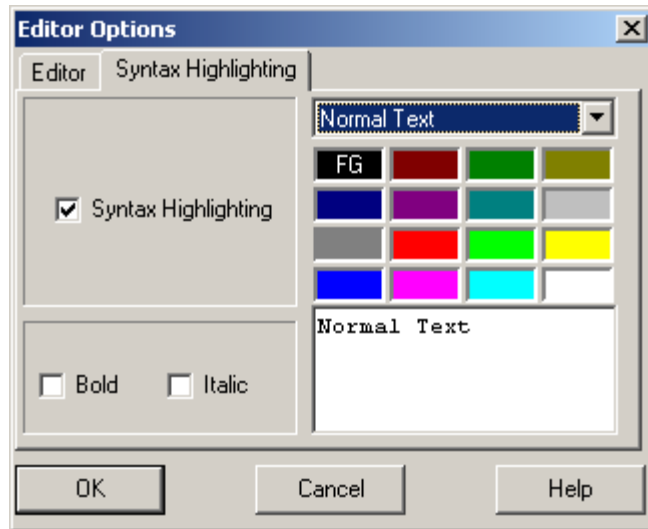 Editor Options
Editor
Syntax Highlighting
Normal Text
FG
Syntax Highlighting
Normal Text
Bold
Italic
OK
Cancel
Help